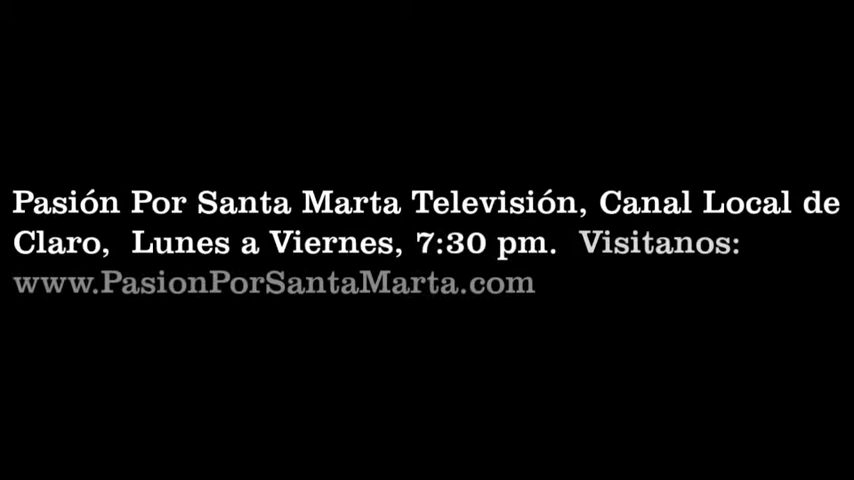 Pasión Por Santa Marta Televisión, Canal Local de
Claro,  Lunes a Viernes, 7:30 pm.  Visitanos:
www.PasionPorSantaMarta.com